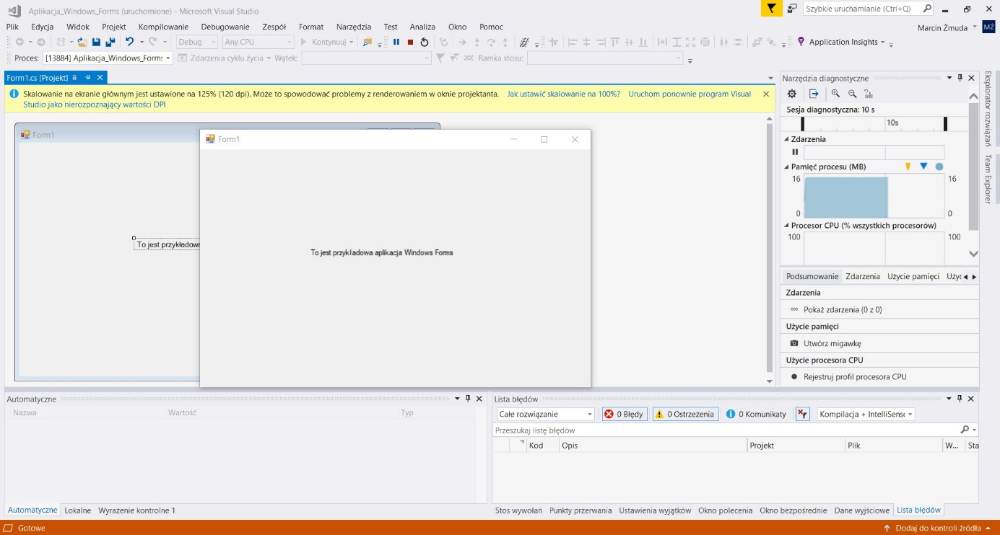 Aplikacja_Windows_Forms (uruchomione) - Microsoft Visual Studio
Szybkie uruchamianie (Ctrl+Q)
Plik Edycja Widok Projekt Kompilowanie Debugowanie Zespół Format Narzędzia Test Analiza Okno Pomoc
Marcin Żmuda MŻ
Debug Any CPU Kontynuuj Application Insights
Proces: [13884] Aplikacja_Windows_Forms Zdarzenia cyklu życia Wątek: Ramka stosu:
Form1.cs [Projekt]
Skalowanie na ekranie głównym jest ustawione na 125% (120 dpi). Może to spowodować problemy z renderowaniem w oknie projektanta. Jak ustawić skalowanie na 100%? Uruchom ponownie program Visual
Studio jako nierozpoznający wartości DPI
Form1
To jest przykładowa
Form1
To jest przykładowa aplikacja Windows Forms
Narzędzia diagnostyczne
Sesja diagnostyczna: 10 s
10s
Zdarzenia
Pamięć procesu (MB)
16 16
0 0
Procesor CPU (% wszystkich procesorów)
100 100
Podsumowanie Zdarzenia Użycie pamięci Użyc
Zdarzenia
Pokaż zdarzenia (0 z 0)
Użycie pamięci
Utwórz migawkę
Użycie procesora CPU
Rejestruj profil procesora CPU
Eksplorator rozwiązań
Team Explorer
Automatyczne
Nazwa Wartość Typ
Automatyczne Lokalne Wyrażenie kontrolne 1
Lista błędów
Całe rozwiązanie 0 Błędy 0 Ostrzeżenia 0 Komunikaty Kompilacja + IntelliSense
Przeszukaj listę błędów
Kod Opis Projekt Plik W... Sta
Stos wywołań Punkty przerwania Ustawienia wyjątków Okno polecenia Okno bezpośrednie Dane wyjściowe Lista błędów
Gotowe
Dodaj do kontroli źródła